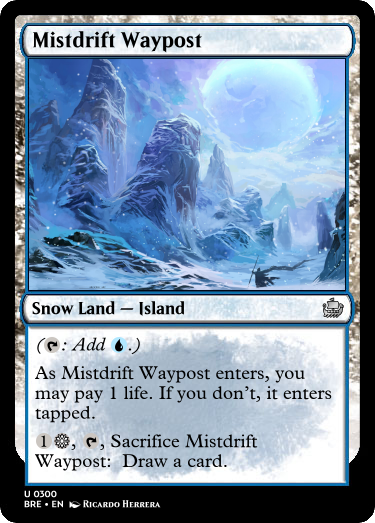 Mistdrift Waypost
Snow Land — Island
(: Add .)
As Mistdrift Waypost enters, you
may pay 1 life. If you don't, it enters
tapped.
1 , , Sacrifice Mistdrift
Waypost: Draw a card.
U 0300
BRE • EN Ricardo Herrera